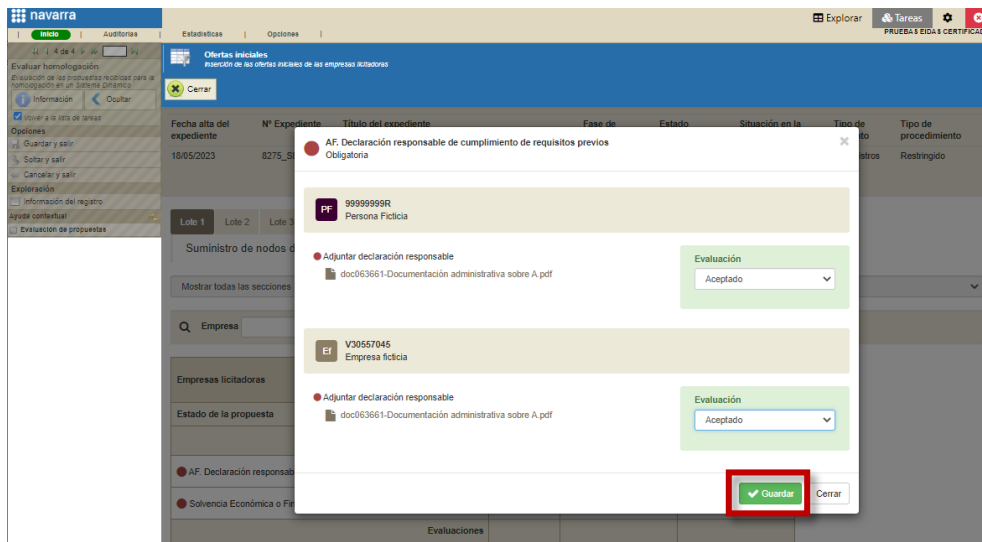 navarra
Explorar
Tareas
Inicio | Auditorias | Estadísticas | Opciones |
PRUEBAS EIDAS CERTIFICAD
4 de 4
Evaluar homologación
Evaluación de las propuestas recibidas para la
homologación en un Sistema Dinámico
Información
Ocultar
Volver a la lista de tareas
Opciones
Guardar y salir
Soltar y salir
Cancelar y salir
Exploración
Información del registro
Ayuda contextual
Evaluación de propuestas
Ofertas iniciales
Inserción de las ofertas iniciales de las empresas licitadoras
Cerrar
Fecha alta del
expediente
Nº Expediente
Título del expediente
Fase de
Estado
Situación en la
Tipo de
Tipo de
procedimiento
18/05/2023
Restringido
Lote 1
Lote 2
Lote 3
Suministro de nodos d
Mostrar todas las secciones
Empresa
Empresas licitadoras
Estado de la propuesta
AF. Declaración responsab
Solvencia Económica o Fin
Evaluaciones
AF. Declaración responsable de cumplimiento de requisitos previos
Obligatoria
×
PF
99999999R
Persona Ficticia
Adjuntar declaración responsable
doc063661-Documentación administrativa sobre A.pdf
Evaluación
Aceptado
Ef
V30557045
Empresa ficticia
Adjuntar declaración responsable
doc063661-Documentación administrativa sobre A.pdf
Evaluación
Aceptado
Guardar
Cerrar